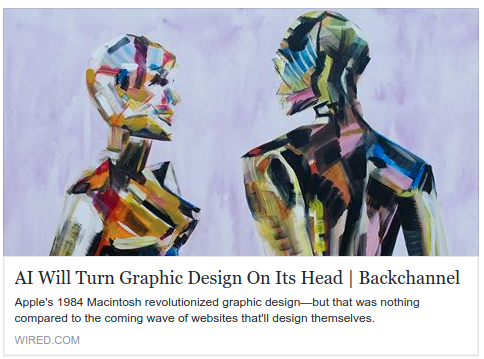 AI Will Turn Graphic Design On Its Head | Backchannel
Apple's 1984 Macintosh revolutionized graphic design—but that was nothing
compared to the coming wave of websites that'll design themselves.
WIRED.COM